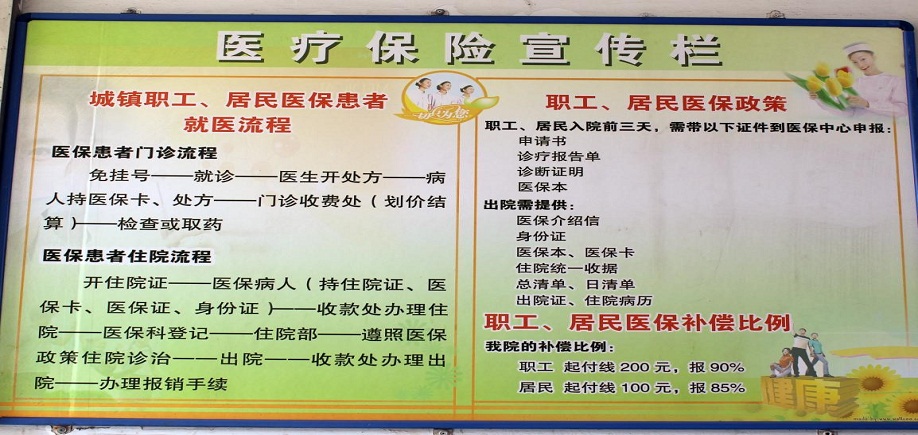 医疗保险宣传栏
城镇职工、居民医保患者
就医流程
医保患者门诊流程
免挂号——就诊——医生开处方——病
人持医保卡、处方——门诊收费处（划价结
算）——检查或取药
医保患者住院流程
开住院证——医保病人（持住院证、医
保卡、医保证、身份证）——收款处办理住
院——医保科登记——住院部——遵照医保
政策住院诊治——出院——收款处办理出
院——办理报销手续
职工、居民医保政策
职工、居民入院前三天，需带以下证件到医保中心申报：
申请书
诊疗报告单
诊断证明
医保本
出院需提供：
医保介绍信
身份证
医保本、医保卡
住院统一收据
总清单、日清单
出院证、住院病历
职工、居民医保补偿比例
我院的补偿比例：
职工 起付线 200 元，报 90%
居民 起付线 100 元，报 85%
健康